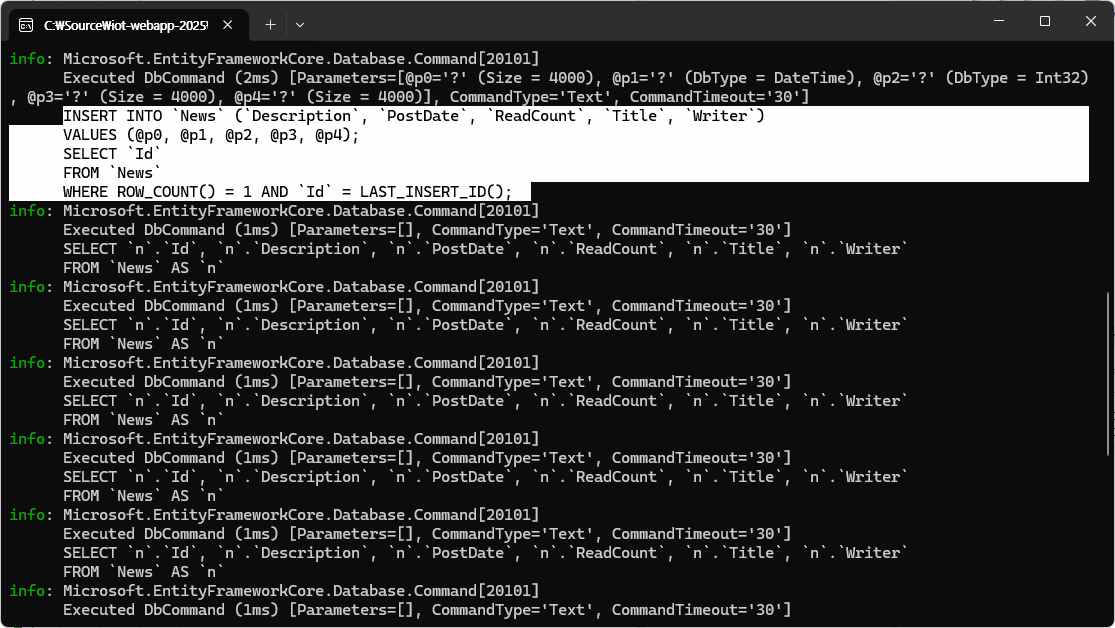 C:₩Source₩iot-webapp-2025₩
info: Microsoft.EntityFrameworkCore.Database.Command[20101]
      Executed DbCommand (2ms) [Parameters=[@p0='?' (Size = 4000), @p1='?' (DbType = DateTime), @p2='?' (DbType = Int32)
, @p3='?' (Size = 4000), @p4='?' (Size = 4000)], CommandType='Text', CommandTimeout='30']
      INSERT INTO `News` (`Description`, `PostDate`, `ReadCount`, `Title`, `Writer`)
      VALUES (@p0, @p1, @p2, @p3, @p4);
      SELECT `Id`
      FROM `News`
      WHERE ROW_COUNT() = 1 AND `Id` = LAST_INSERT_ID();
info: Microsoft.EntityFrameworkCore.Database.Command[20101]
      Executed DbCommand (1ms) [Parameters=[], CommandType='Text', CommandTimeout='30']
      SELECT `n`.`Id`, `n`.`Description`, `n`.`PostDate`, `n`.`ReadCount`, `n`.`Title`, `n`.`Writer`
      FROM `News` AS `n`
info: Microsoft.EntityFrameworkCore.Database.Command[20101]
      Executed DbCommand (1ms) [Parameters=[], CommandType='Text', CommandTimeout='30']
      SELECT `n`.`Id`, `n`.`Description`, `n`.`PostDate`, `n`.`ReadCount`, `n`.`Title`, `n`.`Writer`
      FROM `News` AS `n`
info: Microsoft.EntityFrameworkCore.Database.Command[20101]
      Executed DbCommand (1ms) [Parameters=[], CommandType='Text', CommandTimeout='30']
      SELECT `n`.`Id`, `n`.`Description`, `n`.`PostDate`, `n`.`ReadCount`, `n`.`Title`, `n`.`Writer`
      FROM `News` AS `n`
info: Microsoft.EntityFrameworkCore.Database.Command[20101]
      Executed DbCommand (1ms) [Parameters=[], CommandType='Text', CommandTimeout='30']
      SELECT `n`.`Id`, `n`.`Description`, `n`.`PostDate`, `n`.`ReadCount`, `n`.`Title`, `n`.`Writer`
      FROM `News` AS `n`
info: Microsoft.EntityFrameworkCore.Database.Command[20101]
      Executed DbCommand (1ms) [Parameters=[], CommandType='Text', CommandTimeout='30']
      SELECT `n`.`Id`, `n`.`Description`, `n`.`PostDate`, `n`.`ReadCount`, `n`.`Title`, `n`.`Writer`
      FROM `News` AS `n`
info: Microsoft.EntityFrameworkCore.Database.Command[20101]
      Executed DbCommand (1ms) [Parameters=[], CommandType='Text', CommandTimeout='30']